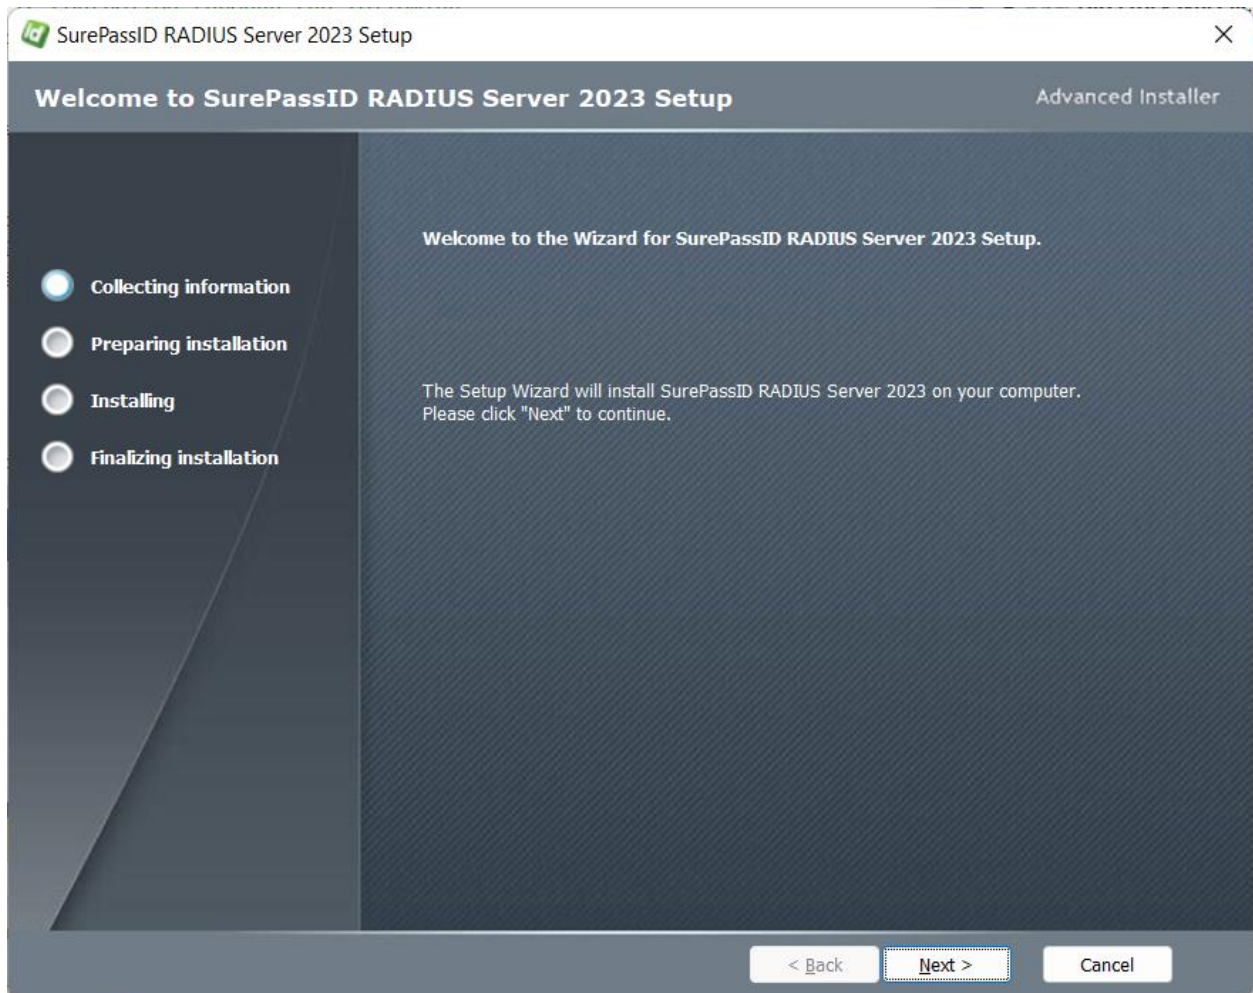 SurePassID RADIUS Server 2023 Setup
Welcome to SurePassID RADIUS Server 2023 Setup
Advanced Installer
Welcome to the Wizard for SurePassID RADIUS Server 2023 Setup.
Collecting information
Preparing installation
Installing
Finalizing installation
The Setup Wizard will install SurePassID RADIUS Server 2023 on your computer.
Please click "Next" to continue.
< Back
Next >
Cancel